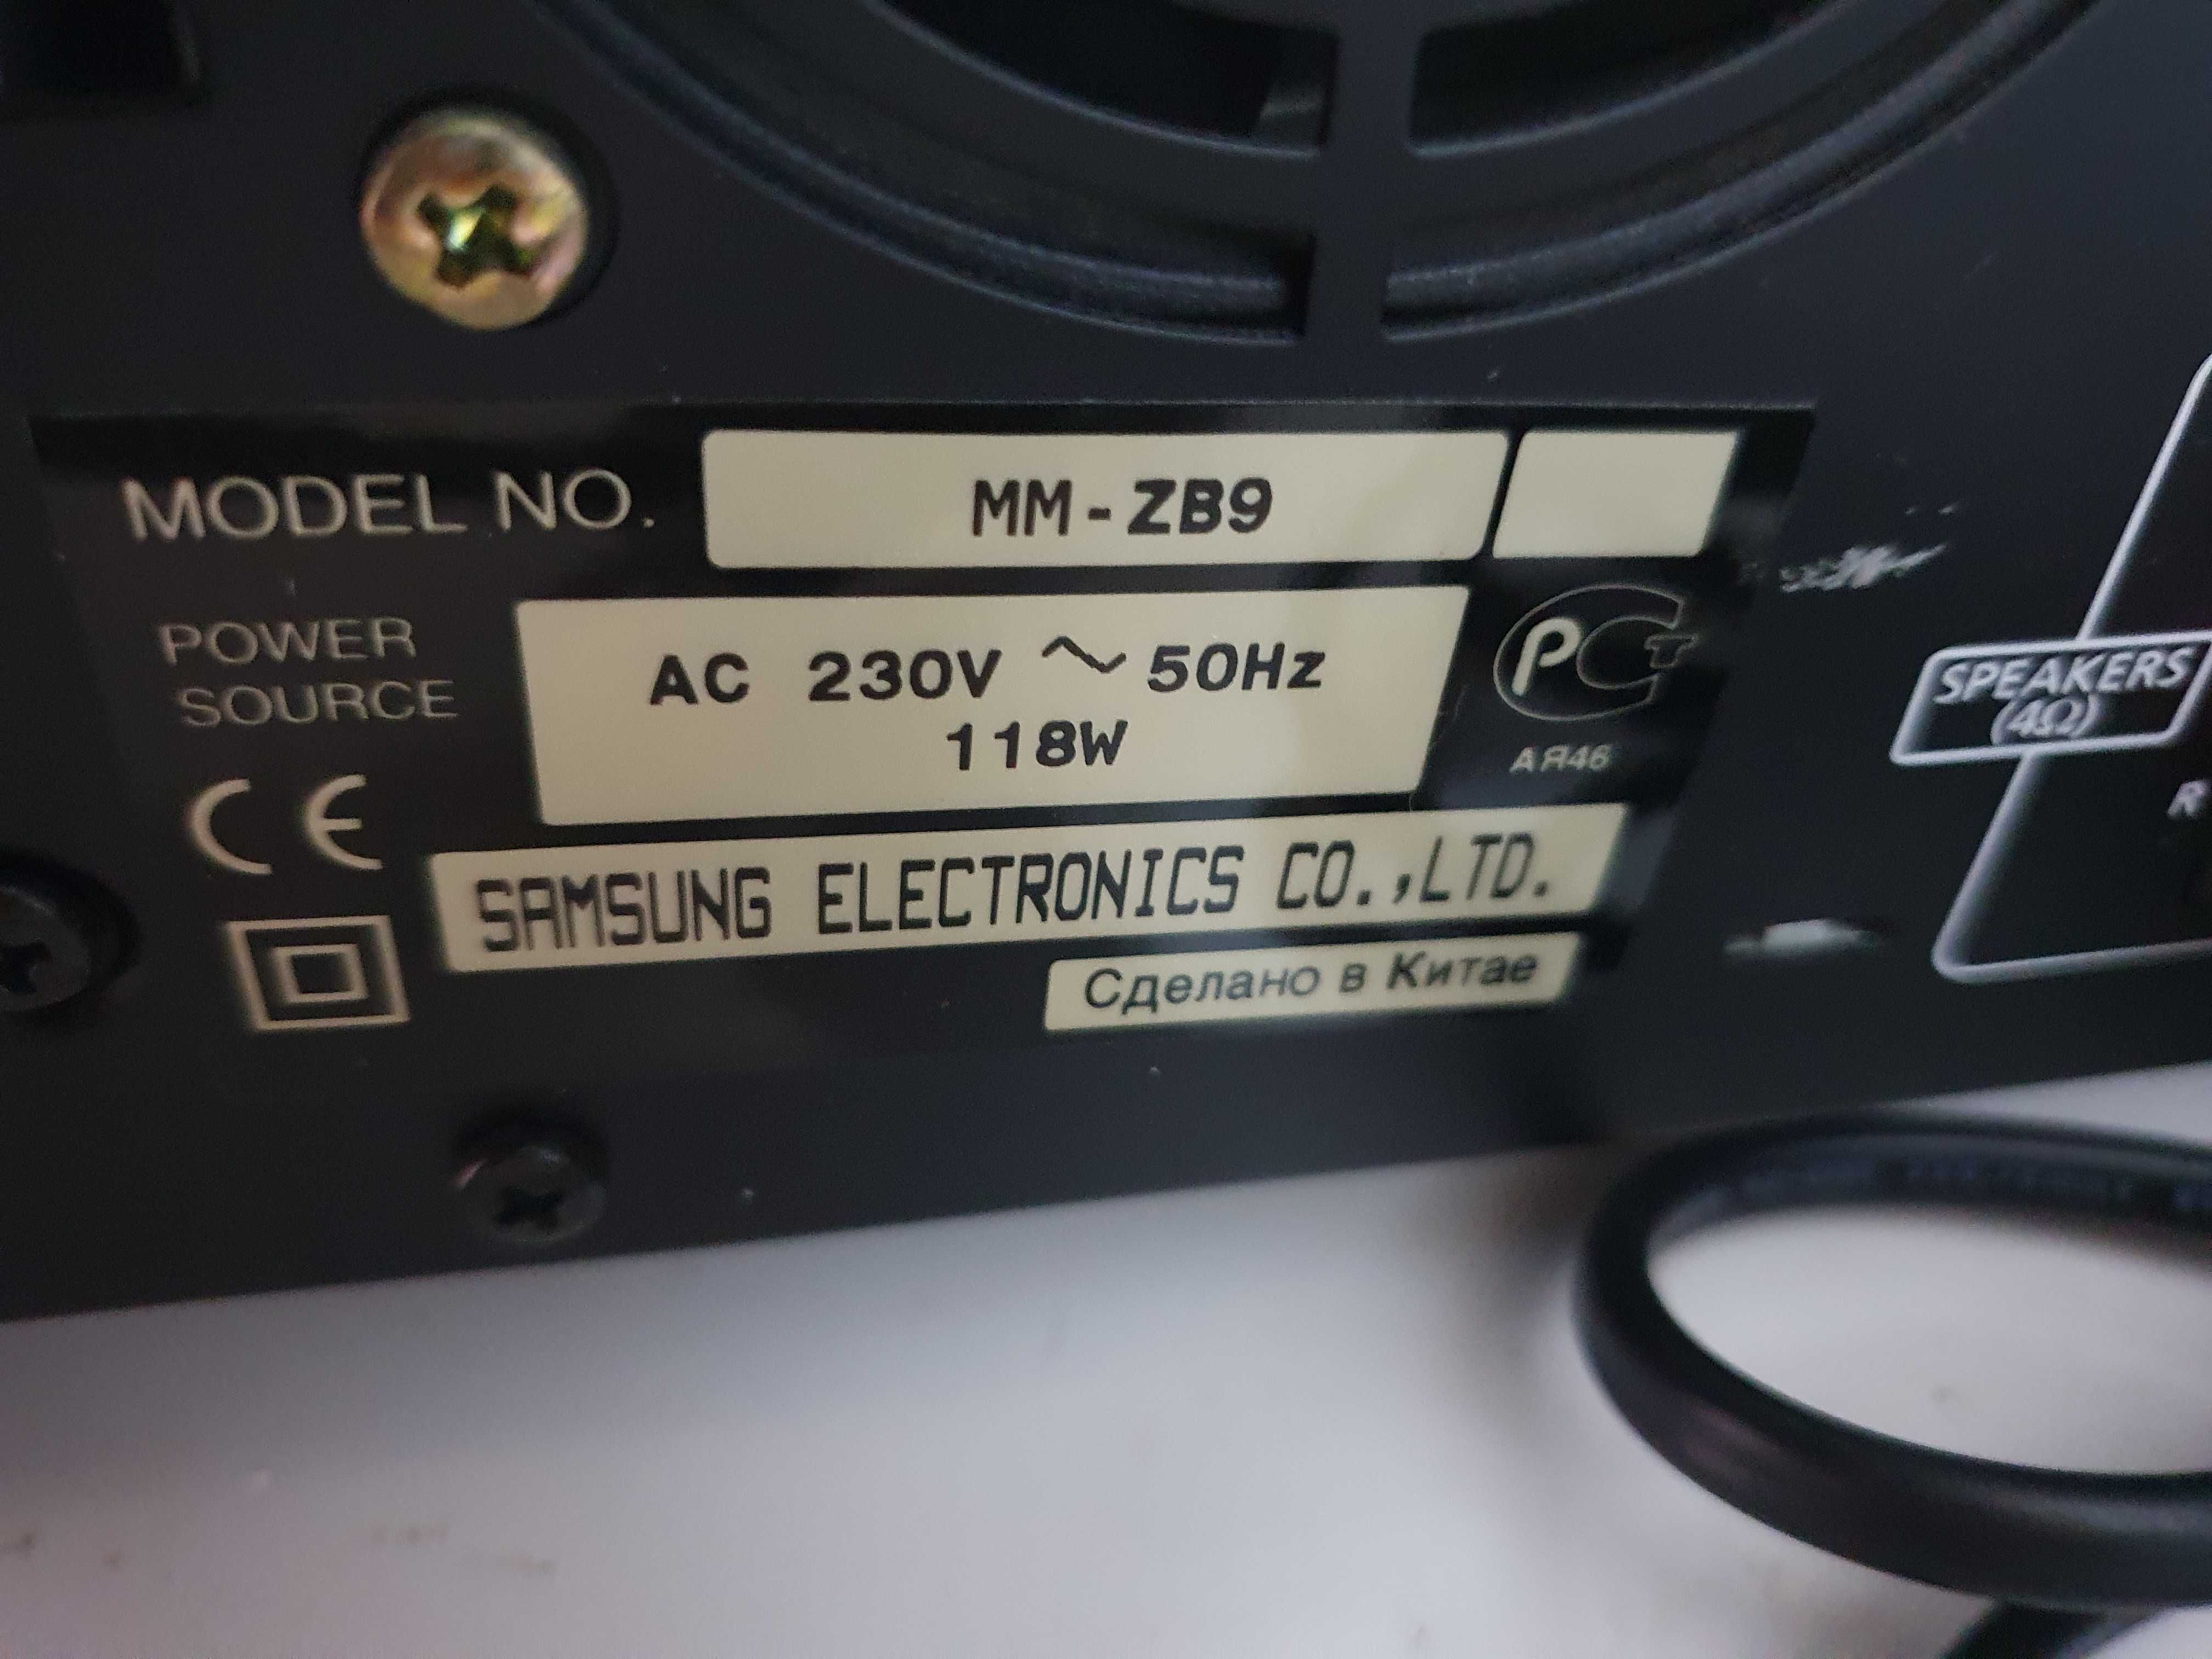 MODEL NO. MM-ZB9
POWER
SOURCE
AC 230V ~ 50Hz
118W
PCT
АЯ46
CE
SAMSUNG ELECTRONICS CO.,LTD.
Сделано в Китае
SPEAKERS
(4Ω)
R